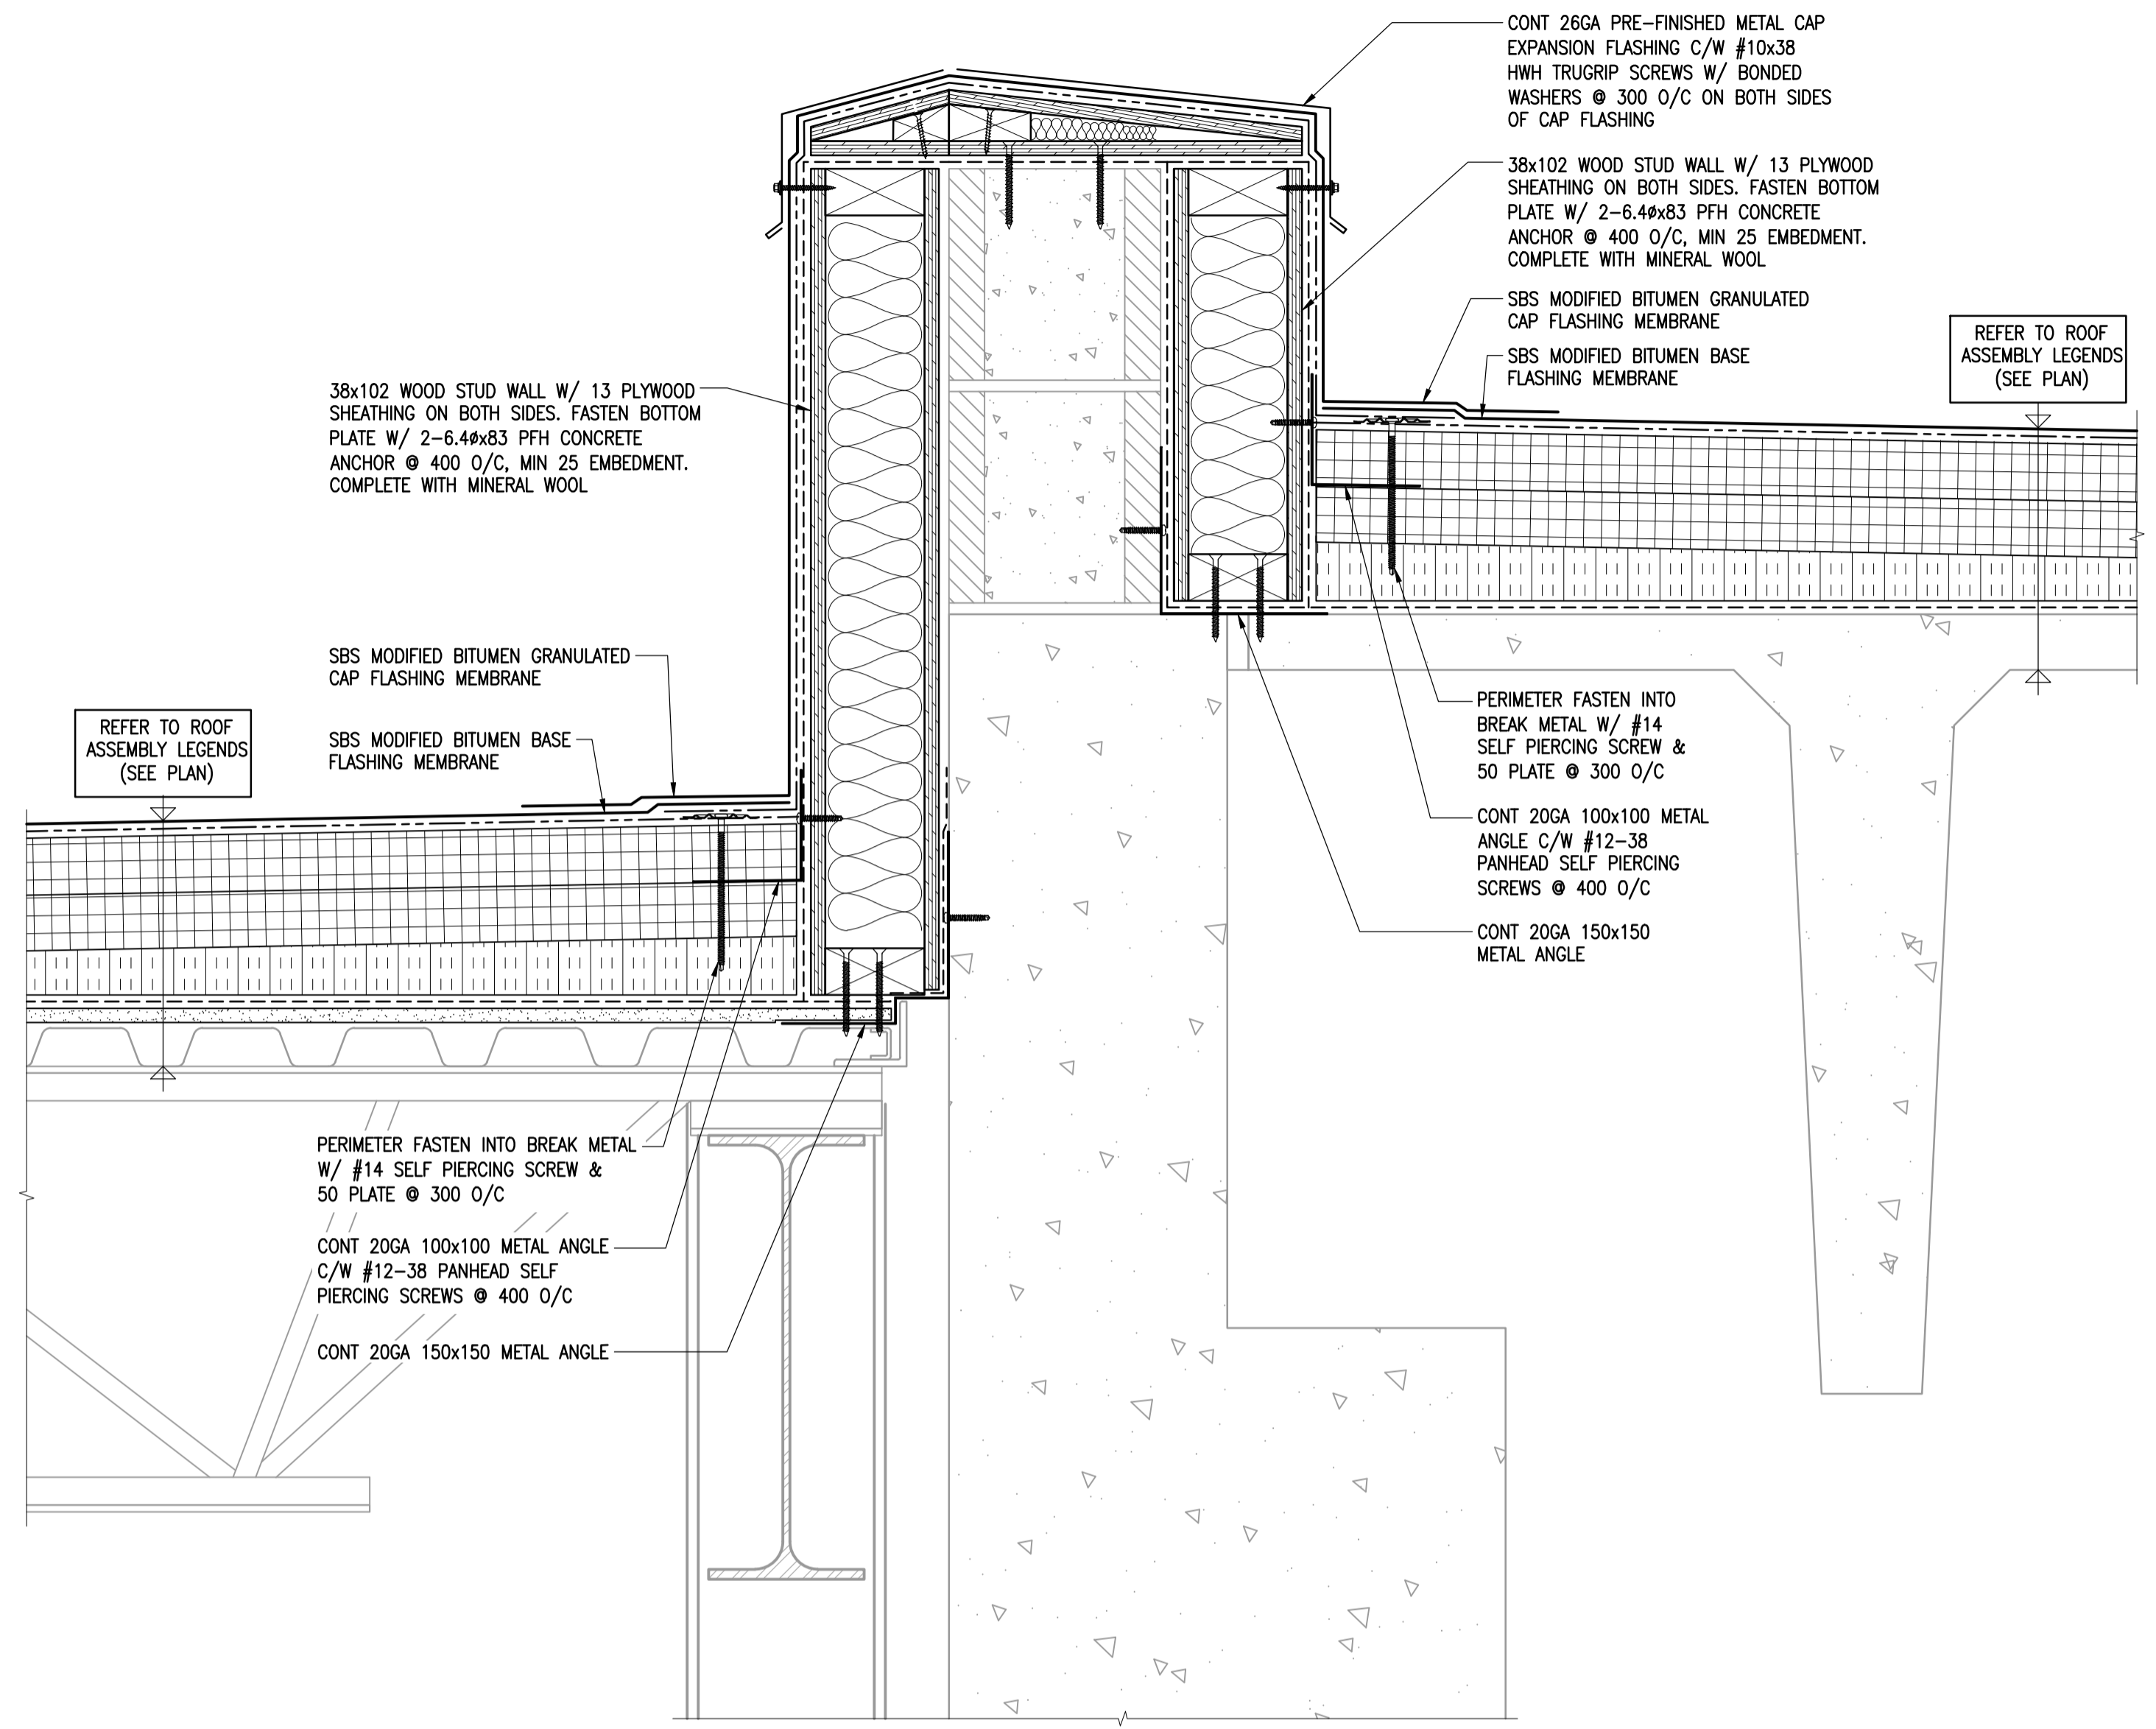 CONT 26GA PRE-FINISHED METAL CAP
EXPANSION FLASHING C/W #10x38
HWH TRUGRIP SCREWS W/ BONDED
WASHERS @ 300 O/C ON BOTH SIDES
OF CAP FLASHING
38x102 WOOD STUD WALL W/ 13 PLYWOOD
SHEATHING ON BOTH SIDES. FASTEN BOTTOM
PLATE W/ 2-6.4øx83 PFH CONCRETE
ANCHOR @ 400 O/C, MIN 25 EMBEDMENT.
COMPLETE WITH MINERAL WOOL
SBS MODIFIED BITUMEN GRANULATED
CAP FLASHING MEMBRANE
SBS MODIFIED BITUMEN BASE
FLASHING MEMBRANE
REFER TO ROOF
ASSEMBLY LEGENDS
(SEE PLAN)
38x102 WOOD STUD WALL W/ 13 PLYWOOD
SHEATHING ON BOTH SIDES. FASTEN BOTTOM
PLATE W/ 2-6.4øx83 PFH CONCRETE
ANCHOR @ 400 O/C, MIN 25 EMBEDMENT.
COMPLETE WITH MINERAL WOOL
SBS MODIFIED BITUMEN GRANULATED
CAP FLASHING MEMBRANE
SBS MODIFIED BITUMEN BASE
FLASHING MEMBRANE
REFER TO ROOF
ASSEMBLY LEGENDS
(SEE PLAN)
PERIMETER FASTEN INTO
BREAK METAL W/ #14
SELF PIERCING SCREW &
50 PLATE @ 300 O/C
CONT 20GA 100x100 METAL
ANGLE C/W #12-38
PANHEAD SELF PIERCING
SCREWS @ 400 O/C
CONT 20GA 150x150
METAL ANGLE
PERIMETER FASTEN INTO BREAK METAL
W/ #14 SELF PIERCING SCREW &
50 PLATE @ 300 O/C
CONT 20GA 100x100 METAL ANGLE
C/W #12-38 PANHEAD SELF
PIERCING SCREWS @ 400 O/C
CONT 20GA 150x150 METAL ANGLE